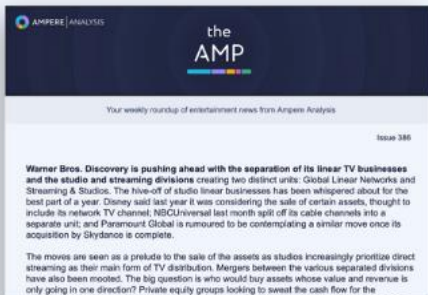 AMPERE ANALYSIS
the
AMP
Your weekly roundup of entertainment news from Ampere Analysis
Issue 386
Warner Bros. Discovery is pushing ahead with the separation of its linear TV businesses
and the studio and streaming divisions creating two distinct units: Global Linear Networks and
Streaming & Studios. The hive-off of studio linear businesses has been whispered about for the
best part of a year. Disney said last year it was considering the sale of certain assets, thought to
include its network TV channel; NBCUniversal last month split off its cable channels into a
separate unit; and Paramount Global is rumoured to be contemplating a similar move once its
acquisition by Skydance is complete.
The moves are seen as a prelude to the sale of the assets as studios increasingly prioritize direct
streaming as their main form of TV distribution. Mergers between the various separated divisions
have also been mooted. The big question is who would buy assets whose value and revenue is
only going in one direction? Private equity groups looking to sweat the cash flow for the